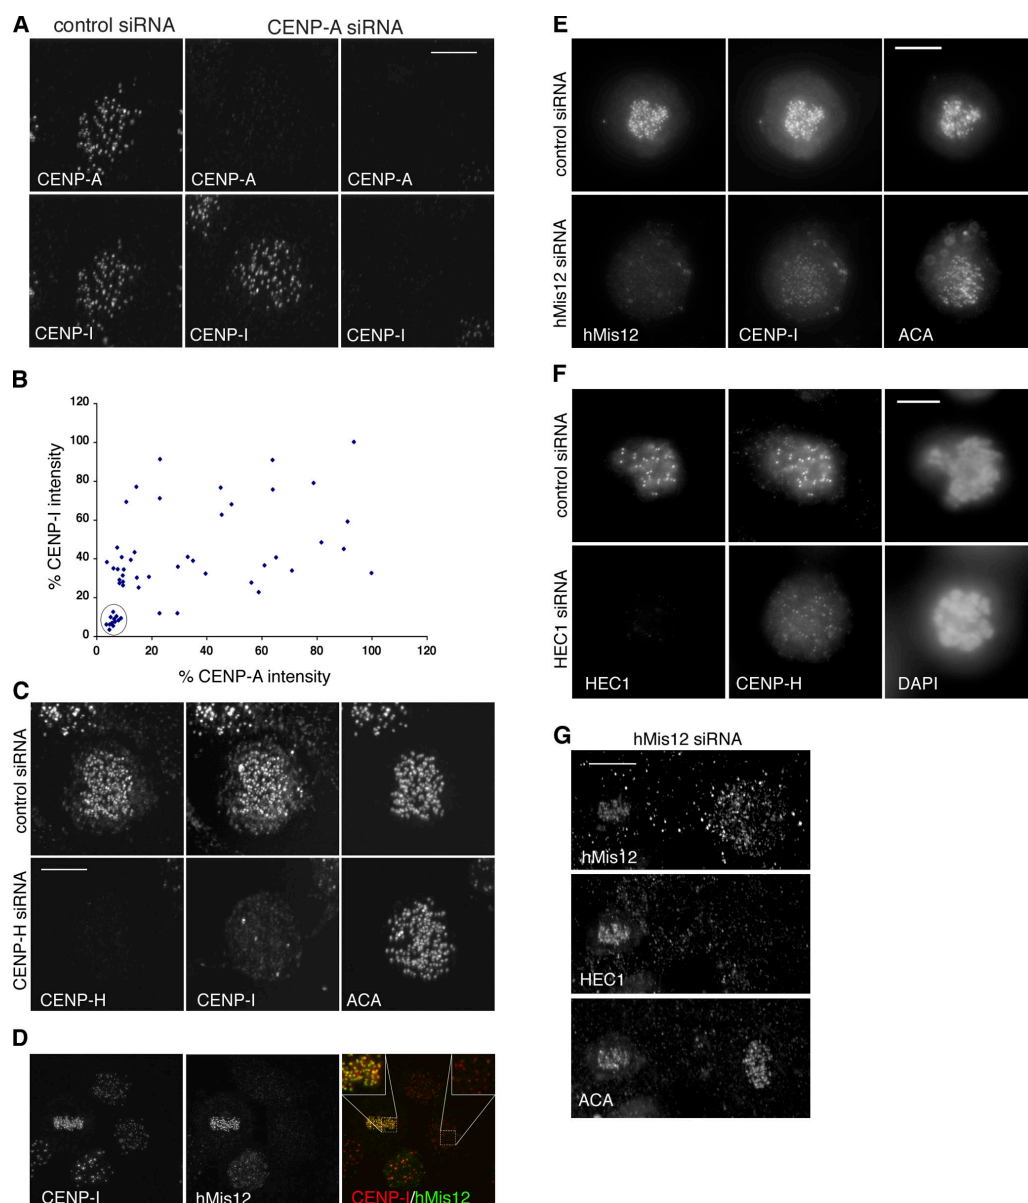 A
control siRNA
CENP-A siRNA
CENP-A
CENP-A
CENP-A
CENP-I
CENP-I
CENP-I
B
% CENP-I intensity
120
100
80
60
40
20
0
0 20 40 60 80 100 120
% CENP-A intensity
C
control siRNA
CENP-H siRNA
CENP-H
CENP-I
ACA
D
CENP-I
hMis12
CENP-I/hMis12
E
control siRNA
hMis12 siRNA
hMis12
CENP-I
ACA
F
control siRNA
HEC1 siRNA
HEC1
CENP-H
DAPI
G
hMis12 siRNA
hMis12
HEC1
ACA